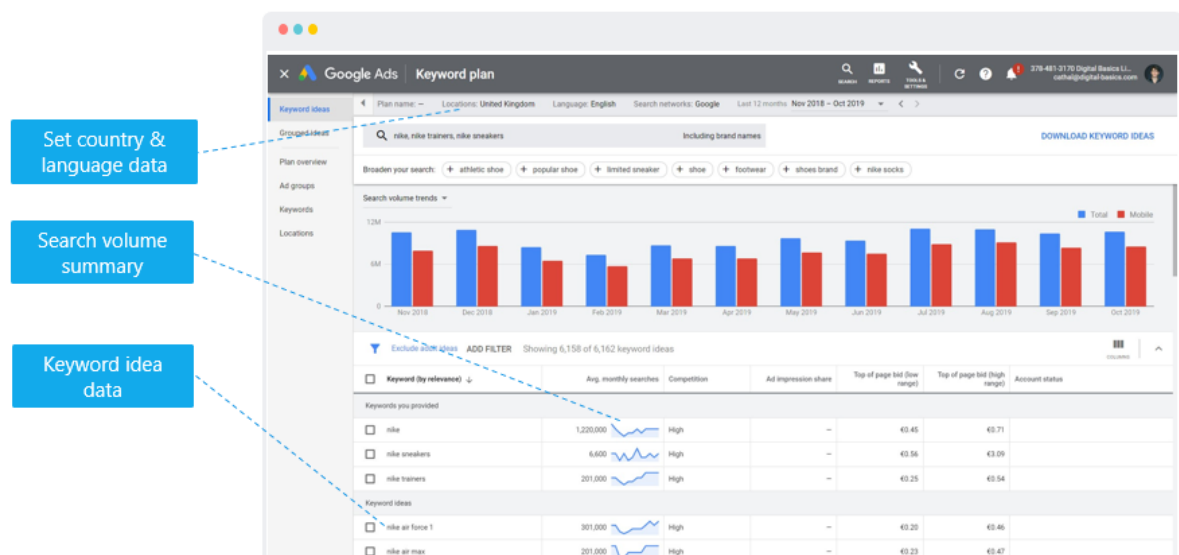 Set country &
language data
Search volume
summary
Keyword idea
data
× Google Ads Keyword plan
SEARCH REPORTS TOOLS & SETTINGS
378-481-3170 Digital Basics Li...
cathal@digital-basics.com
Keyword ideas
Grouped ideas
Plan overview
Ad groups
Keywords
Locations
Plan name: – Locations: United Kingdom Language: English Search networks: Google Last 12 months Nov 2018 – Oct 2019
nike, nike trainers, nike sneakers Including brand names DOWNLOAD KEYWORD IDEAS
Broaden your search: + athletic shoe + popular shoe + limited sneaker + shoe + footwear + shoes brand + nike socks
Search volume trends
Total Mobile
12M
6M
0
Nov 2018 Dec 2018 Jan 2019 Feb 2019 Mar 2019 Apr 2019 May 2019 Jun 2019 Jul 2019 Aug 2019 Sep 2019 Oct 2019
Exclude adult ideas ADD FILTER Showing 6,158 of 6,162 keyword ideas COLUMNS
Keyword (by relevance) ↓ Avg. monthly searches Competition Ad impression share Top of page bid (low range) Top of page bid (high range) Account status
Keywords you provided
nike 1,220,000 High – €0.45 €0.71
nike sneakers 6,600 High – €0.56 €3.09
nike trainers 201,000 High – €0.25 €0.54
Keyword ideas
nike air force 1 301,000 High – €0.20 €0.46
nike air max 201,000 High – €0.23 €0.47